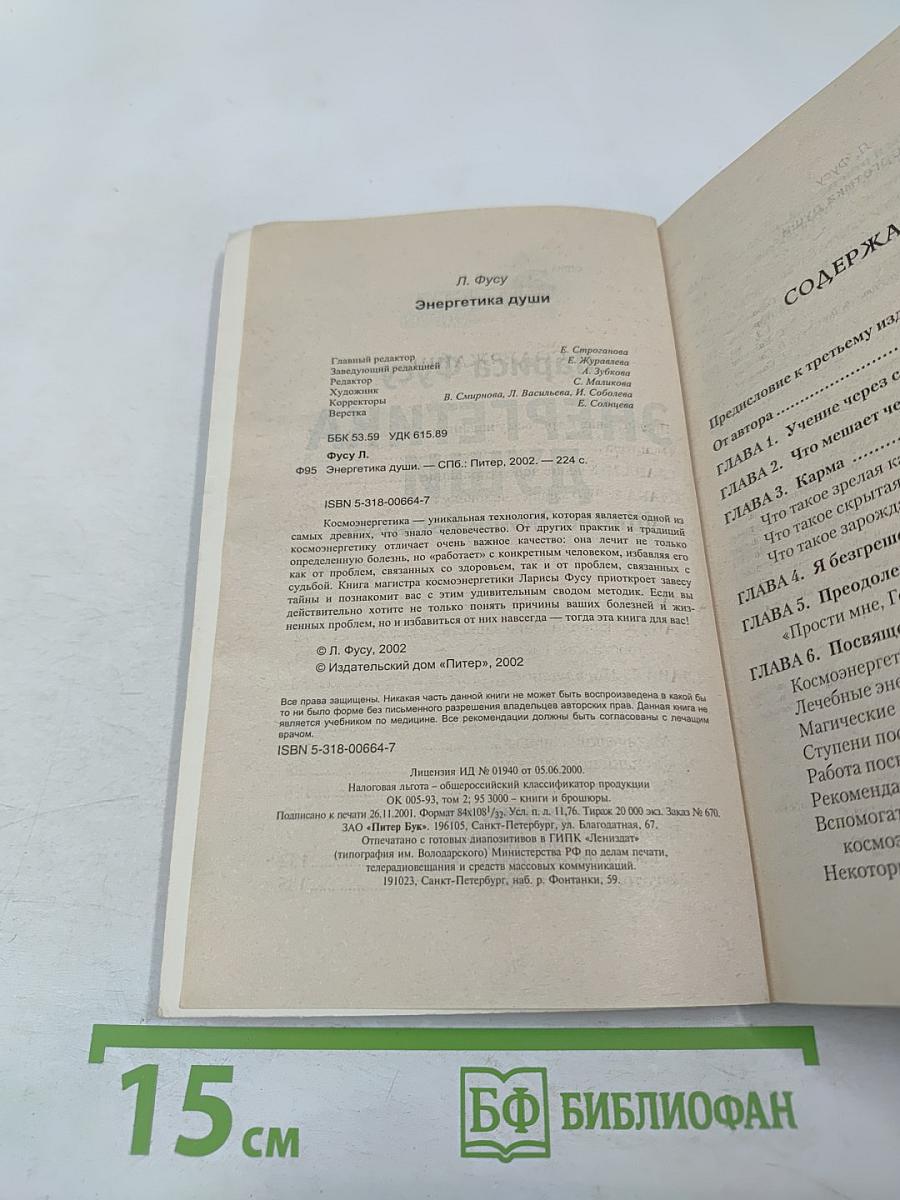 Л. Фусу
Энергетика души
Главный редактор Е. Строганова
Заведующий редакцией Е. Журавлева
Редактор А. Зубкова
Художник С. Маликова
Корректоры В. Смирнова, Л. Васильева, И. Соболева
Верстка Е. Солнцева
ББК 53.59 УДК 615.89
Фусу Л.
Ф95 Энергетика души. — СПб.: Питер, 2002. — 224 с.
ISBN 5-318-00664-7
Космоэнергетика — уникальная технология, которая является одной из
самых древних, что знало человечество. От других практик и традиций
космоэнергетику отличает очень важное качество: она лечит не только
определенную болезнь, но «работает» с конкретным человеком, избавляя его
как от проблем, связанных со здоровьем, так и от проблем, связанных с
судьбой. Книга магистра космоэнергетики Ларисы Фусу приоткроет завесу
тайны и познакомит вас с этим удивительным сводом методик. Если вы
действительно хотите не только понять причины ваших болезней и жиз-
ненных проблем, но и избавиться от них навсегда — тогда эта книга для вас!
© Л. Фусу, 2002
© Издательский дом «Питер», 2002
Все права защищены. Никакая часть данной книги не может быть воспроизведена в какой бы
то ни было форме без письменного разрешения владельцев авторских прав. Данная книга не
является учебником по медицине. Все рекомендации должны быть согласованы с лечащим
врачом.
ISBN 5-318-00664-7
Лицензия ИД № 01940 от 05.06.2000.
Налоговая льгота – общероссийский классификатор продукции
ОК 005-93, том 2; 95 3000 – книги и брошюры.
Подписано к печати 26.11.2001. Формат 84х108 1/32. Усл. п. л. 11,76. Тираж 20 000 экз. Заказ № 670.
ЗАО «Питер Бук». 196105, Санкт-Петербург, ул. Благодатная, 67.
Отпечатано с готовых диапозитивов в ГИПК «Лениздат»
(типография им. Володарского) Министерства РФ по делам печати,
телерадиовещания и средств массовых коммуникаций.
191023, Санкт-Петербург, наб. р. Фонтанки, 59.
СОДЕРЖА
Предисловие к третьему изд
От автора
ГЛАВА 1. Учение через с
ГЛАВА 2. Что мешает че
ГЛАВА 3. Карма
Что такое зрелая ка
Что такое скрытая
Что такое зарожда
ГЛАВА 4. Я безгреше
ГЛАВА 5. Преодоле
«Прости мне, Го
ГЛАВА 6. Посвяще
Космоэнергет
Лечебные эне
Магические
Ступени пос
Работа посв
Рекоменда
Вспомогат
космоэ
Некотор
15 см
БФ БИБЛИОФАН